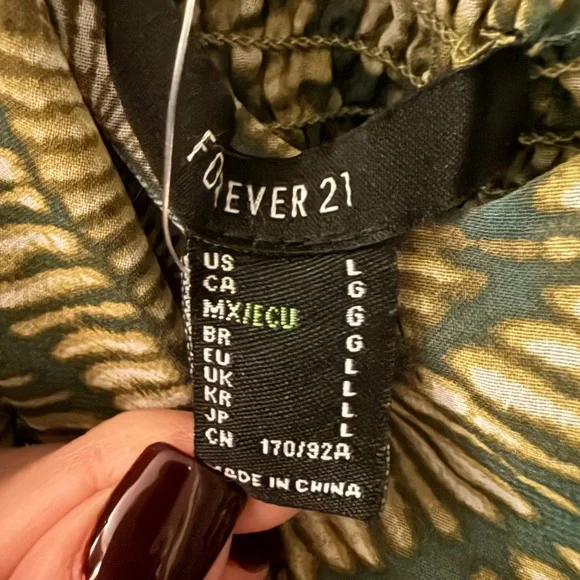 FOREVER 21
US L
CA G
MX/ECU G
BR G
EU L
UK L
KR L
JP L
CN 170/92A
MADE IN CHINA